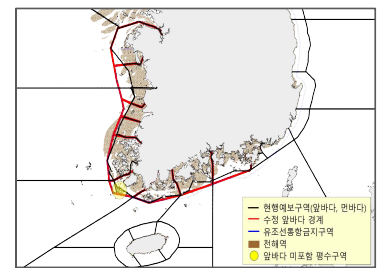 현행예보구역(앞바다, 먼바다)
수정 앞바다 경계
유조선통항금지구역
천해역
앞바다 미포함 평수구역